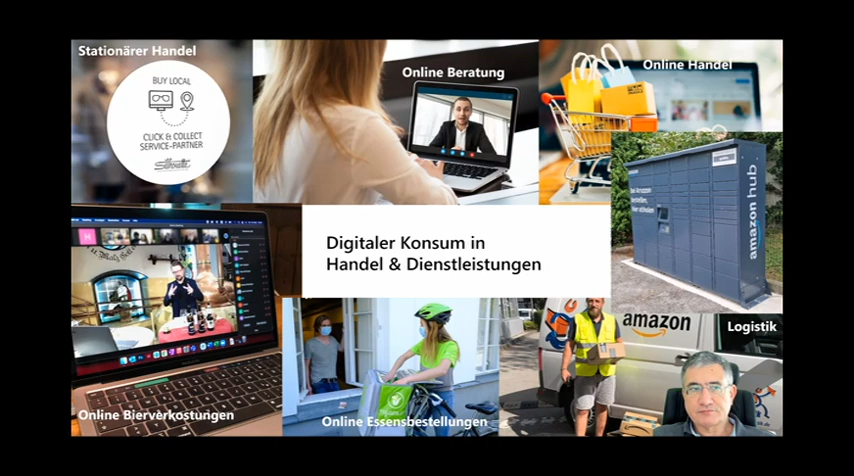 Stationärer Handel
BUY LOCAL
CLICK & COLLECT
SERVICE-PARTNER
Silhouette
Online Beratung
Online Handel
amazon hub
Digitaler Konsum in
Handel & Dienstleistungen
amazon
Logistik
Online Bierverkostungen
Online Essensbestellungen